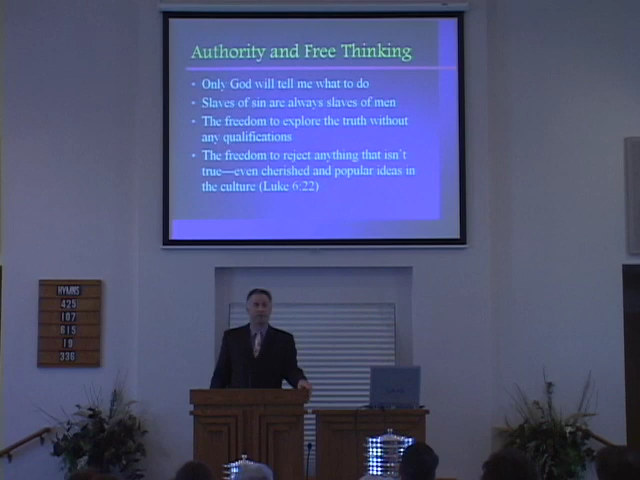 Authority and Free Thinking
• Only God will tell me what to do
• Slaves of sin are always slaves of men
• The freedom to explore the truth without
any qualifications
• The freedom to reject anything that isn't
true—even cherished and popular ideas in
the culture (Luke 6:22)
HYMNS
425
107
615
19
336